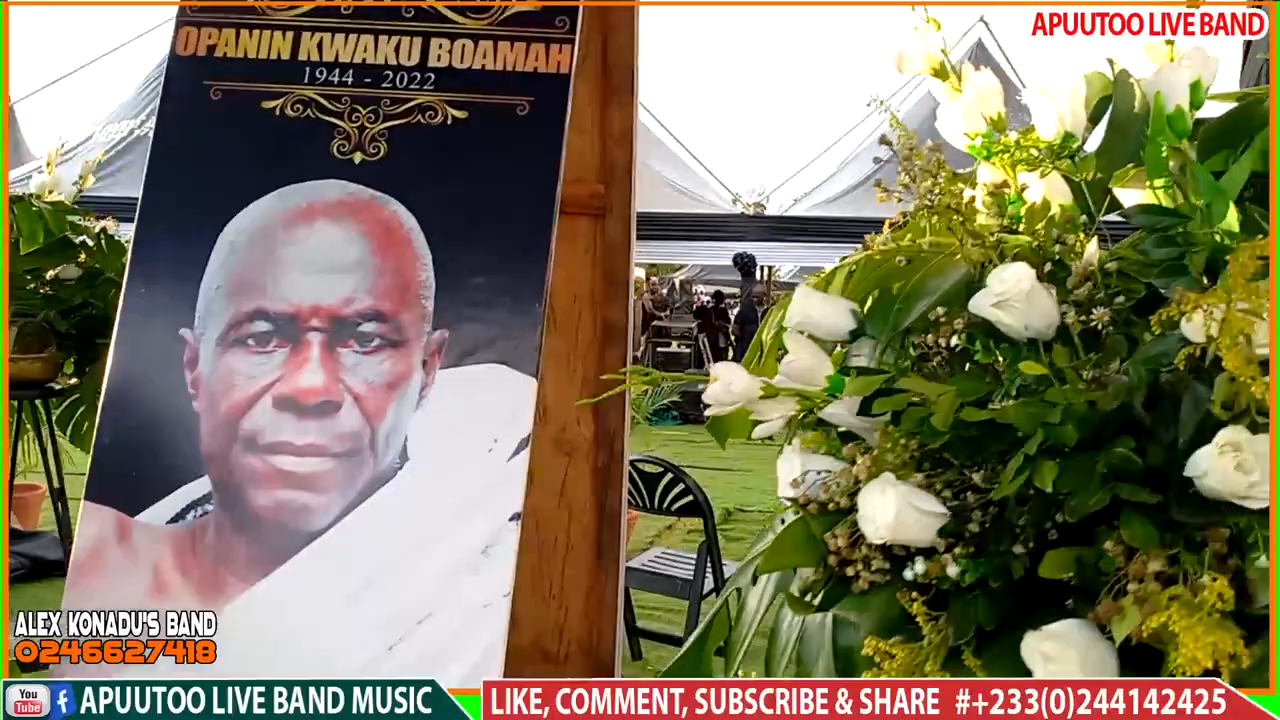 APUUTOO LIVE BAND
OPANIN KWAKU BOAMAH
1944 - 2022
ALEX KONADU'S BAND
0246627418
You
Tube
f
APUUTOO LIVE BAND MUSIC
LIKE, COMMENT, SUBSCRIBE & SHARE #+233(0)244142425